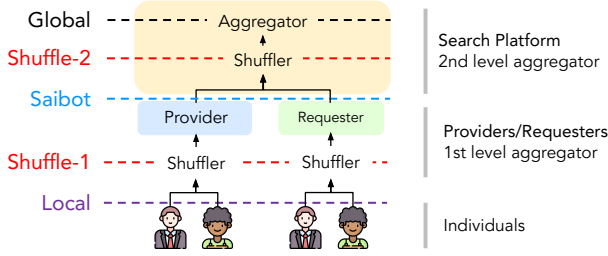 Global
Aggregator
Shuffle-2
Shuffler
Search Platform
2nd level aggregator
Saibot
Provider
Requester
Providers/Requesters
1st level aggregator
Shuffle-1
Shuffler
Shuffler
Local
Individuals